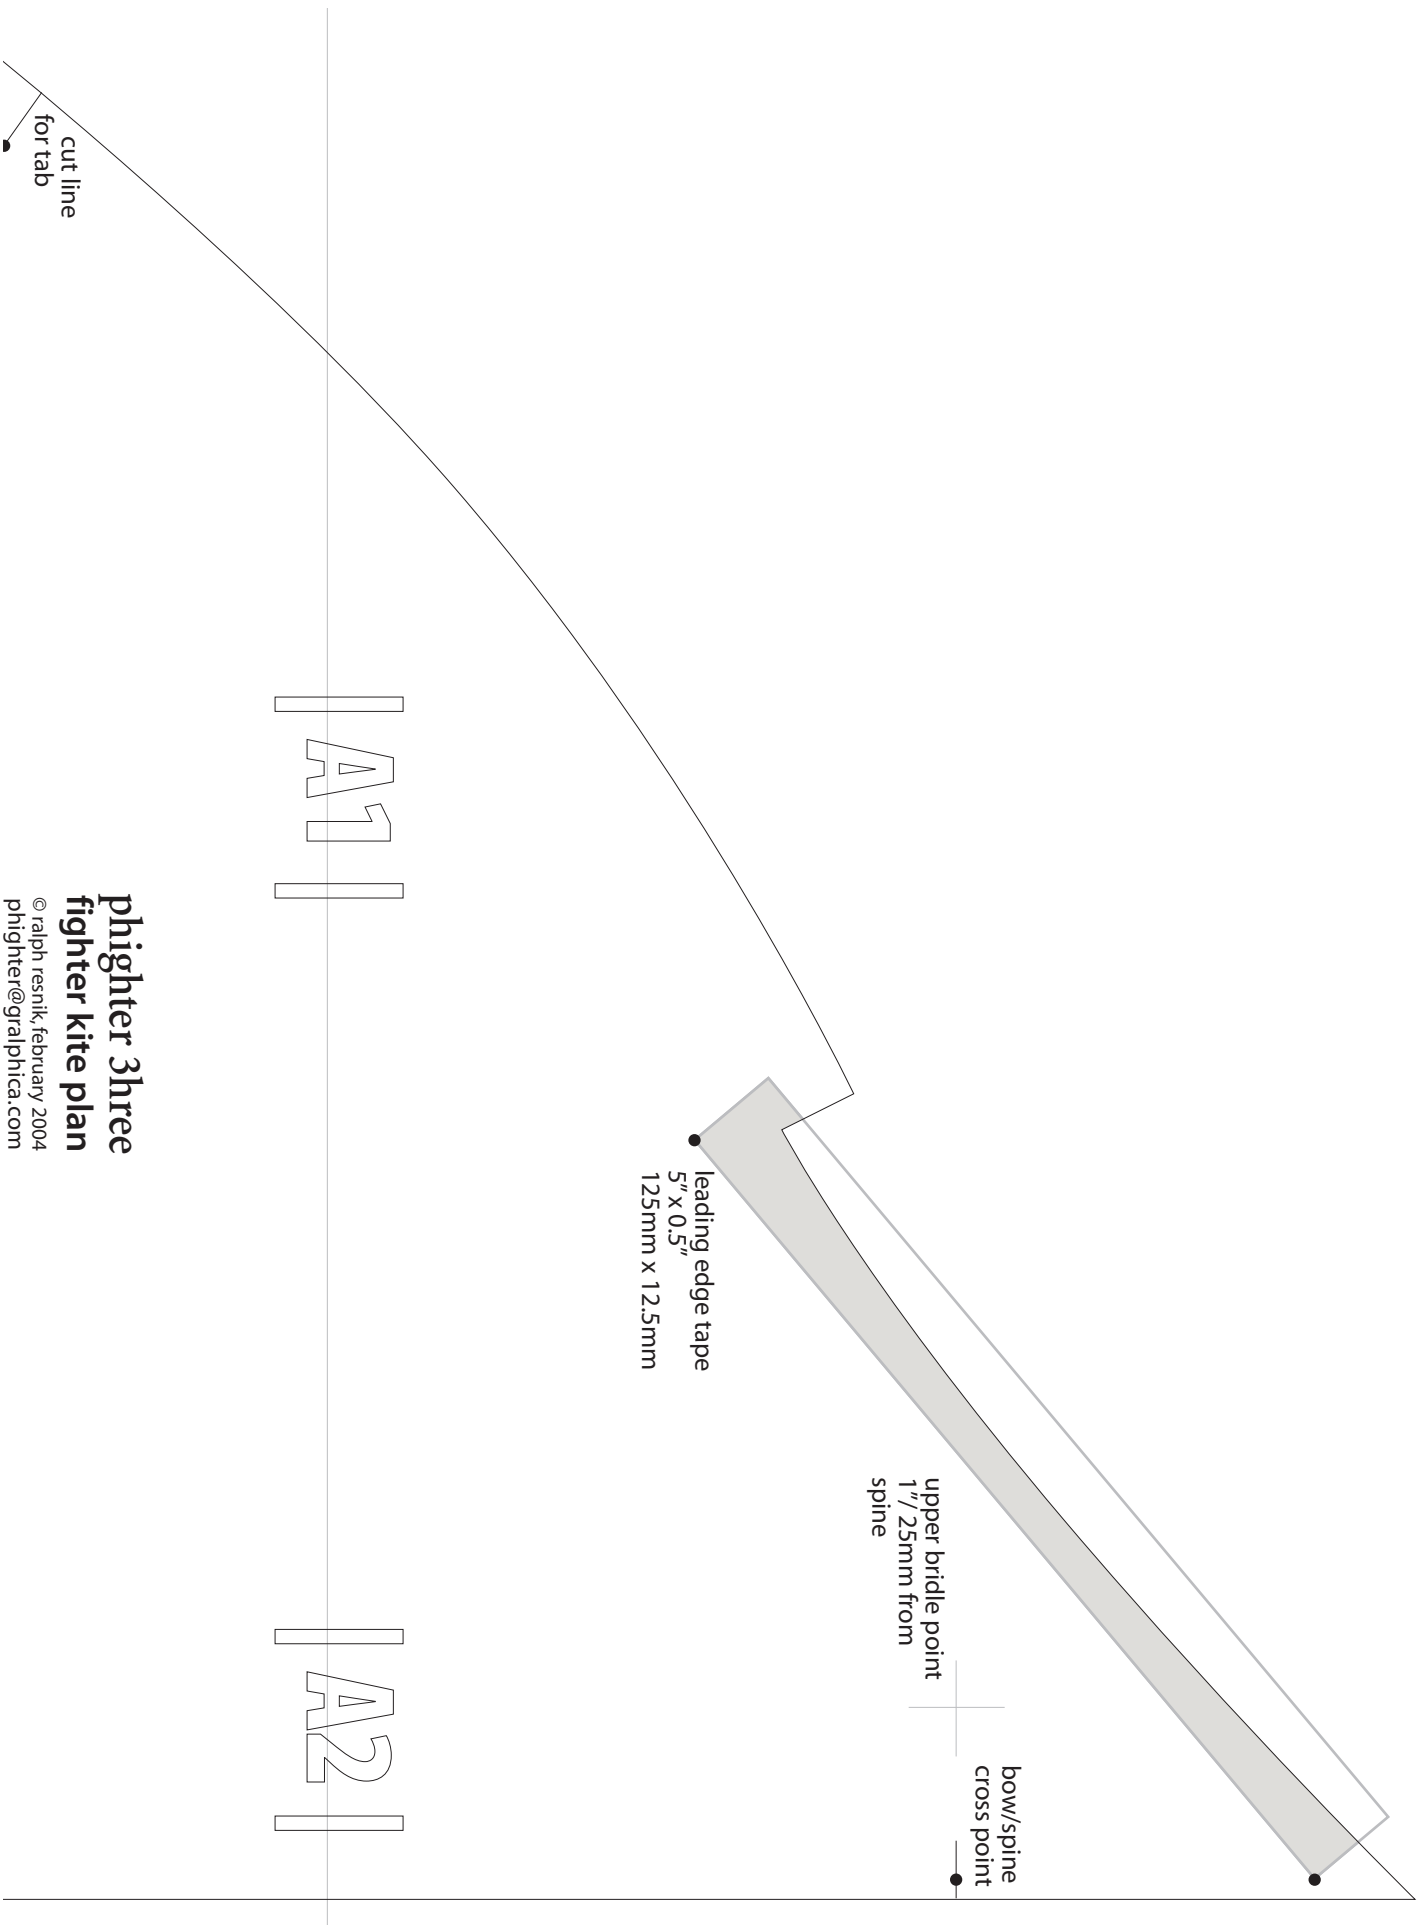 cut line
for tab
A1
A2
phighter 3hree
fighter kite plan
© ralph resnik, february 2004
phighter@gralphica.com
leading edge tape
5" x 0.5"
125mm x 12.5mm
upper bridle point
1"/ 25mm from
spine
bow/spine
cross point